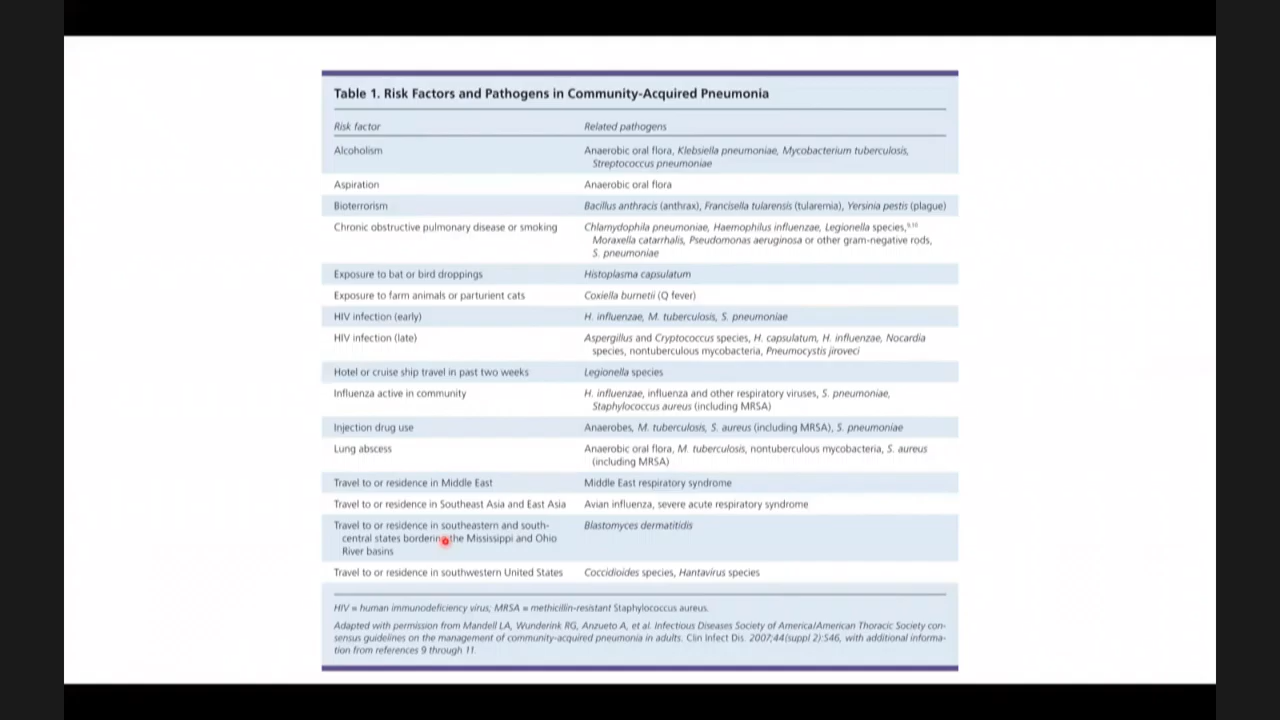 Table 1. Risk Factors and Pathogens in Community-Acquired Pneumonia
Risk factor Related pathogens
Alcoholism Anaerobic oral flora, Klebsiella pneumoniae, Mycobacterium tuberculosis,
Streptococcus pneumoniae
Aspiration Anaerobic oral flora
Bioterrorism Bacillus anthracis (anthrax), Francisella tularensis (tularemia), Yersinia pestis (plague)
Chronic obstructive pulmonary disease or smoking Chlamydophila pneumoniae, Haemophilus influenzae, Legionella species,
Moraxella catarrhalis, Pseudomonas aeruginosa or other gram-negative rods,
S. pneumoniae
Exposure to bat or bird droppings Histoplasma capsulatum
Exposure to farm animals or parturient cats Coxiella burnetii (Q fever)
HIV infection (early) H. influenzae, M. tuberculosis, S. pneumoniae
HIV infection (late) Aspergillus and Cryptococcus species, H. capsulatum, H. influenzae, Nocardia
species, nontuberculous mycobacteria, Pneumocystis jiroveci
Hotel or cruise ship travel in past two weeks Legionella species
Influenza active in community H. influenzae, influenza and other respiratory viruses, S. pneumoniae,
Staphylococcus aureus (including MRSA)
Injection drug use Anaerobes, M. tuberculosis, S. aureus (including MRSA), S. pneumoniae
Lung abscess Anaerobic oral flora, M. tuberculosis, nontuberculous mycobacteria, S. aureus
(including MRSA)
Travel to or residence in Middle East Middle East respiratory syndrome
Travel to or residence in Southeast Asia and East Asia Avian influenza, severe acute respiratory syndrome
Travel to or residence in southeastern and south- Blastomyces dermatitidis
central states bordering the Mississippi and Ohio
River basins
Travel to or residence in southwestern United States Coccidioides species, Hantavirus species
HIV = human immunodeficiency virus; MRSA = methicillin-resistant Staphylococcus aureus.
Adapted with permission from Mandell LA, Wunderink RG, Anzueto A, et al. Infectious Diseases Society of America/American Thoracic Society con-
sensus guidelines on the management of community-acquired pneumonia in adults. Clin Infect Dis. 2007;44(suppl 2):S46, with additional informa-
tion from references 9 through 11.